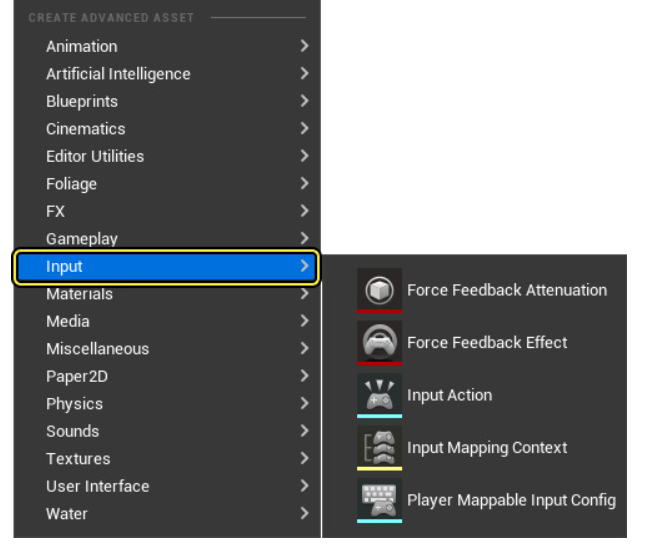 CREATE ADVANCED ASSET
Animation
Artificial Intelligence
Blueprints
Cinematics
Editor Utilities
Foliage
FX
Gameplay
Input
Materials
Media
Miscellaneous
Paper2D
Physics
Sounds
Textures
User Interface
Water
Force Feedback Attenuation
Force Feedback Effect
Input Action
Input Mapping Context
Player Mappable Input Config